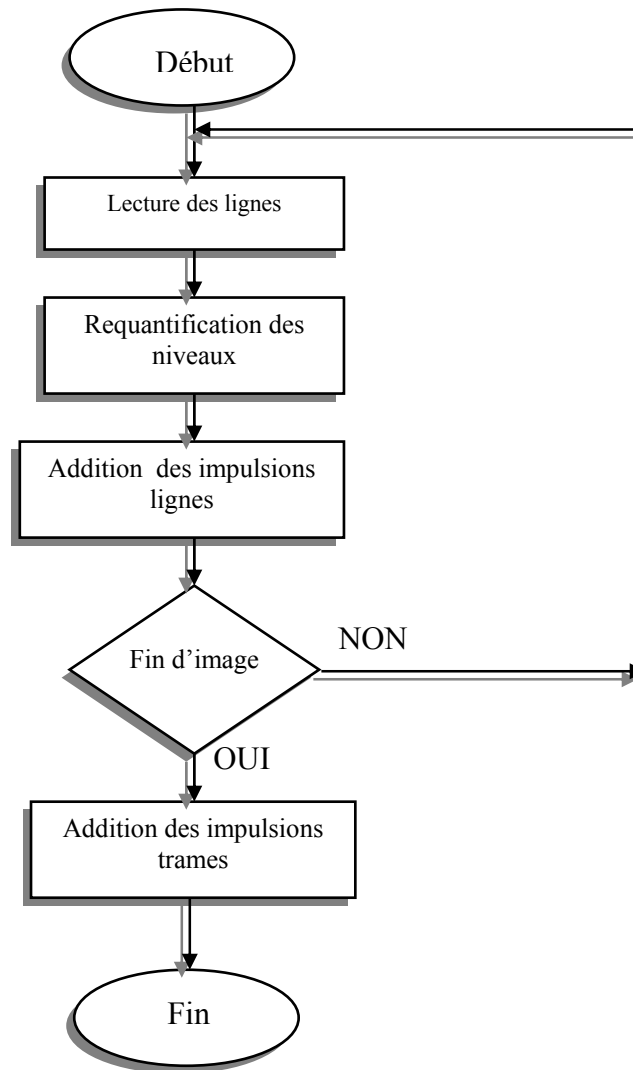 Début
Lecture des lignes
Requantification des
niveaux
Addition des impulsions
lignes
Fin d’image
NON
OUI
Addition des impulsions
trames
Fin